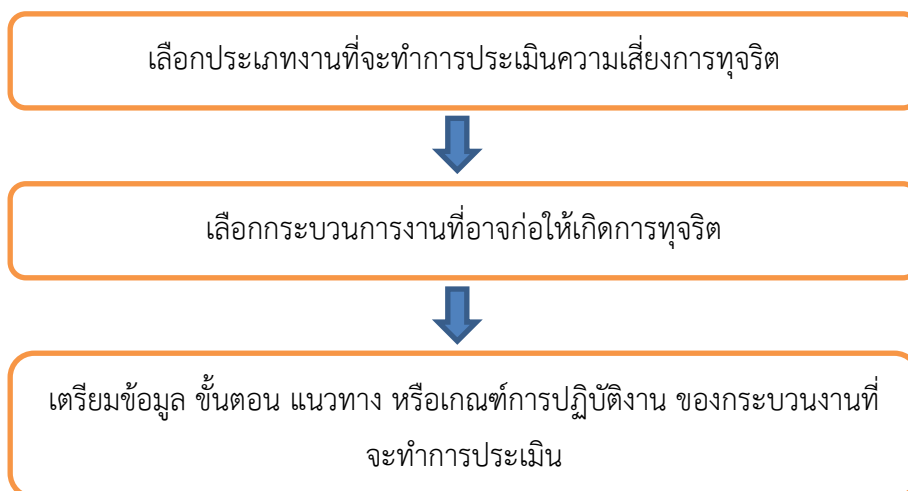 เลือกประเภทงานที่จะทำการประเมินความเสี่ยงการทุจริต
เลือกกระบวนการงานที่อาจก่อให้เกิดการทุจริต
เตรียมข้อมูล ขั้นตอน แนวทาง หรือเกณฑ์การปฏิบัติงาน ของกระบวนงานที่
จะทำการประเมิน